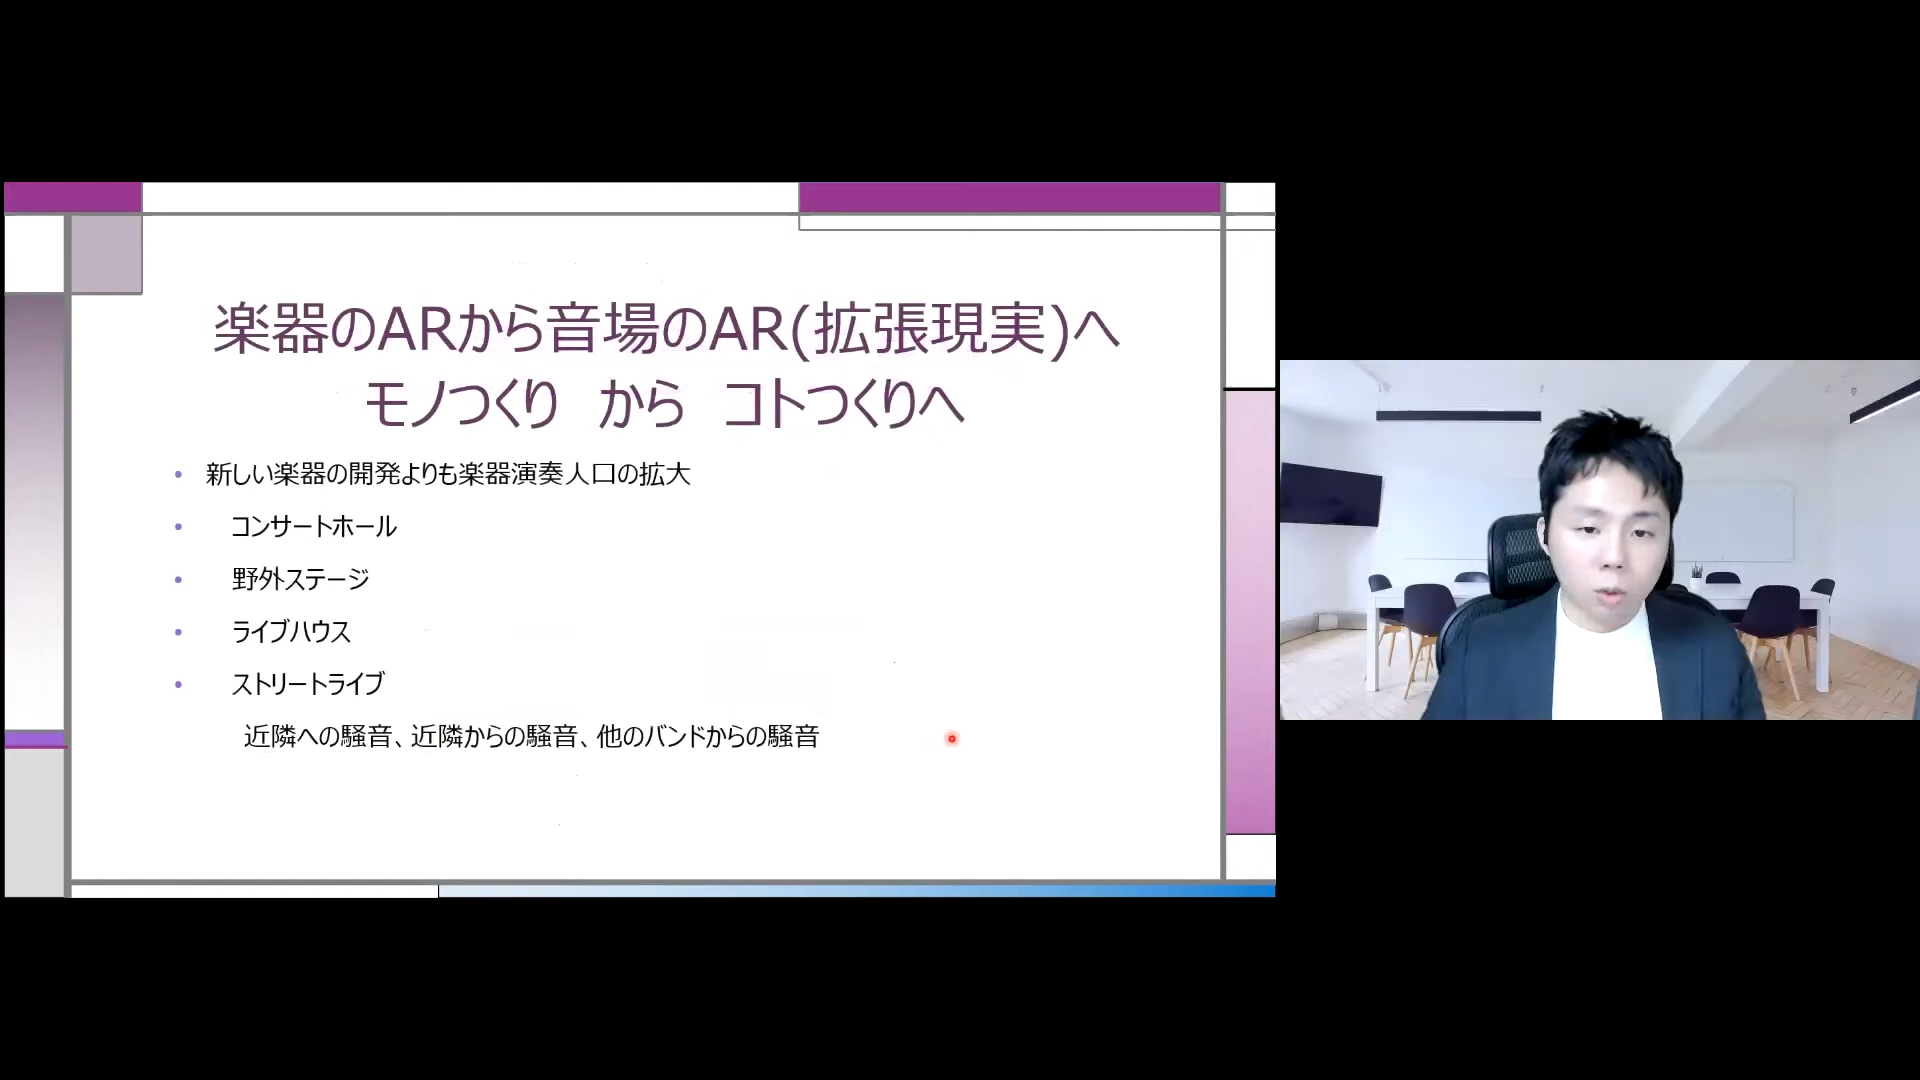 楽器のARから音場のAR(拡張現実)へ
モノつくり　から　コトつくりへ
• 新しい楽器の開発よりも楽器演奏人口の拡大
• コンサートホール
• 野外ステージ
• ライブハウス
• ストリートライブ
近隣への騒音、近隣からの騒音、他のバンドからの騒音